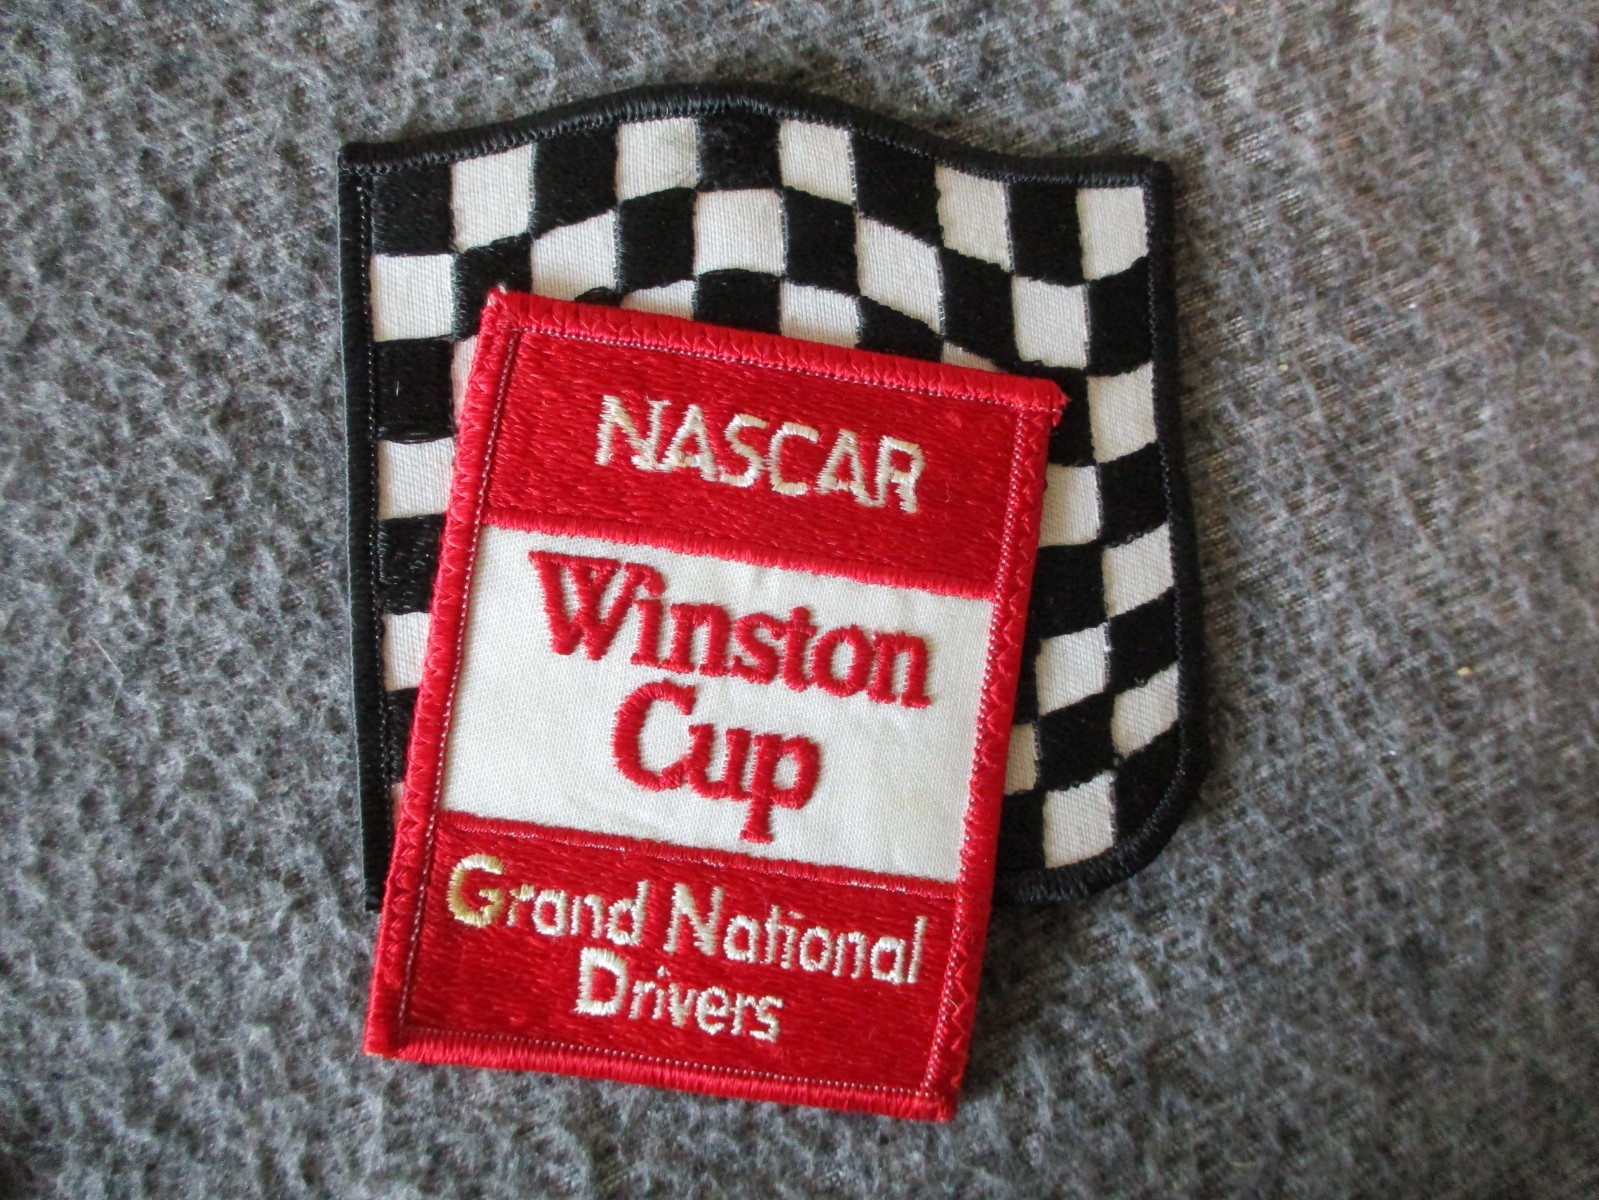 NASCAR
Winston
Cup
Grand National
Drivers